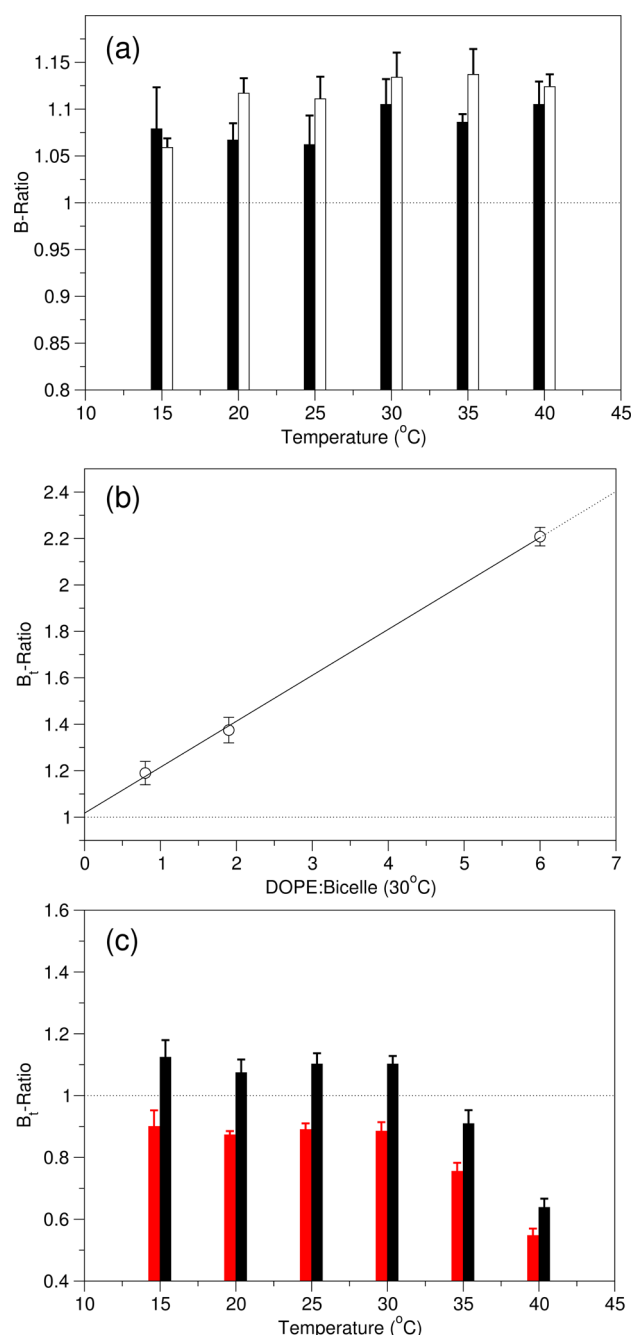 (a)
1.15
1.1
1.05
1
0.95
0.9
0.85
0.8
B-Ratio
10 15 20 25 30 35 40 45
Temperature (°C)
(b)
2.4
2.2
2
1.8
1.6
1.4
1.2
1
Bt-Ratio
0 1 2 3 4 5 6 7
DOPE:Bicelle (30°C)
(c)
1.6
1.4
1.2
1
0.8
0.6
0.4
Bt-Ratio
10 15 20 25 30 35 40 45
Temperature (°C)